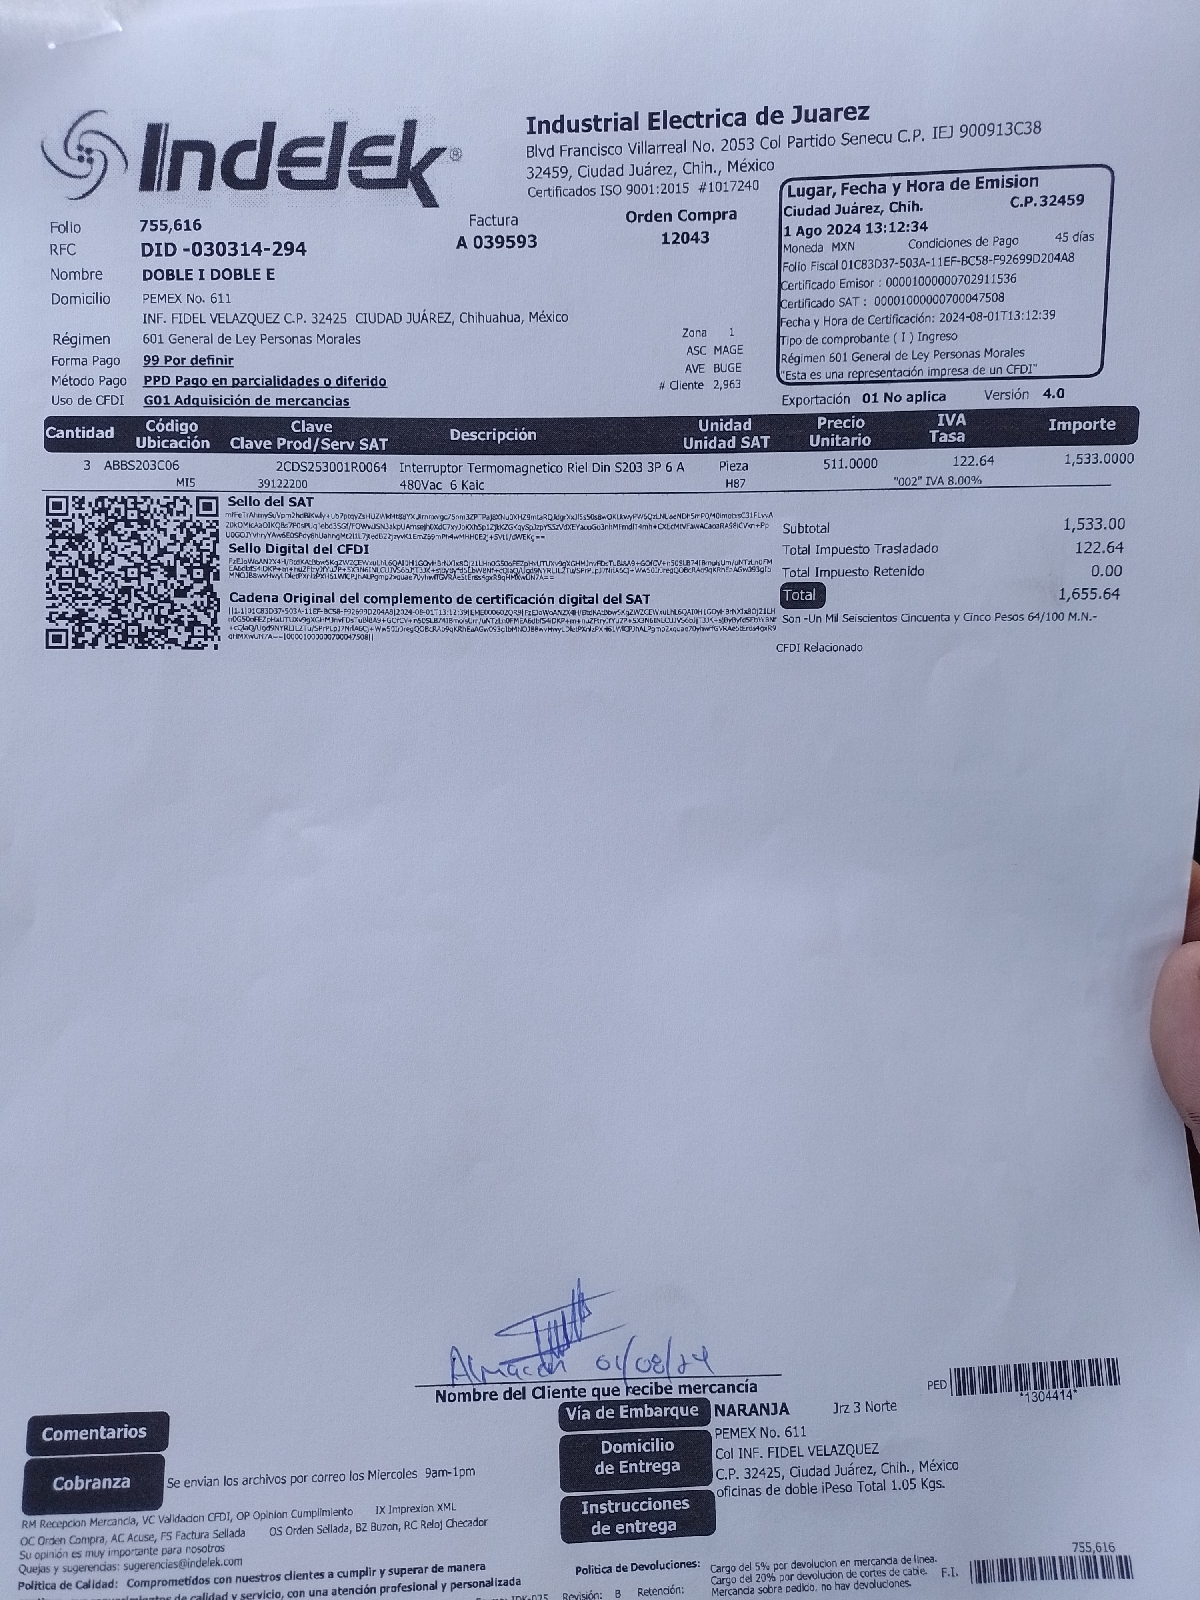 Indelek®
Industrial Electrica de Juarez
Blvd Francisco Villarreal No. 2053 Col Partido Senecu C.P. IEJ 900913C38
32459, Ciudad Juárez, Chih., México
Certificados ISO 9001:2015 #1017240
Lugar, Fecha y Hora de Emision
Ciudad Juárez, Chih. C.P.32459
1 Ago 2024 13:12:34
Moneda MXN Condiciones de Pago 45 días
Folio Fiscal 01C83D37-503A-11EF-BC58-F92699D204A8
Certificado Emisor : 00001000000702911536
Certificado SAT : 00001000000700047508
Fecha y Hora de Certificación: 2024-08-01T13:12:39
Tipo de comprobante ( I ) Ingreso
Régimen 601 General de Ley Personas Morales
"Esta es una representación impresa de un CFDI"
Exportación 01 No aplica Versión 4.0
Folio 755,616
Factura
A 039593
Orden Compra
12043
RFC DID -030314-294
Nombre DOBLE I DOBLE E
Domicilio PEMEX No. 611
INF. FIDEL VELAZQUEZ C.P. 32425 CIUDAD JUÁREZ, Chihuahua, México
Régimen 601 General de Ley Personas Morales
Forma Pago 99 Por definir
Método Pago PPD Pago en parcialidades o diferido
Uso de CFDI G01 Adquisición de mercancias
Zona 1
ASC MAGE
AVE BUGE
# Cliente 2,963
Cantidad Código Ubicación Clave Clave Prod/Serv SAT Descripción Unidad Unidad SAT Precio Unitario IVA Tasa Importe
3 ABBS203C06 2CDS253001R0064 Interruptor Termomagnetico Riel Din S203 3P 6 A Pieza 511.0000 122.64 1,533.0000
MI5 39122200 480Vac 6 Kaic H87 "002" IVA 8.00%
Sello del SAT
Sello Digital del CFDI
Cadena Original del complemento de certificación digital del SAT
Subtotal 1,533.00
Total Impuesto Trasladado 122.64
Total Impuesto Retenido 0.00
Total 1,655.64
Son -Un Mil Seiscientos Cincuenta y Cinco Pesos 64/100 M.N.-
CFDI Relacionado
Almacen 01/08/24
Nombre del Cliente que recibe mercancía
PED *1304414*
Vía de Embarque NARANJA Jrz 3 Norte
Domicilio de Entrega
PEMEX No. 611
Col INF. FIDEL VELAZQUEZ
C.P. 32425, Ciudad Juárez, Chih., México
oficinas de doble iPeso Total 1.05 Kgs.
Instrucciones de entrega
Comentarios
Cobranza Se envian los archivos por correo los Miercoles 9am-1pm
RM Recepcion Mercancia, VC Validacion CFDI, OP Opinion Cumplimiento IX Impresion XML
OC Orden Compra, AC Acuse, FS Factura Sellada OS Orden Sellada, BZ Buzon, RC Reloj Checador
Su opinión es muy importante para nosotros
Quejas y sugerencias: sugerencias@indelek.com
Politica de Calidad: Comprometidos con nuestros clientes a cumplir y superar de manera
de calidad y servicio, con una atención profesional y personalizada
Politica de Devoluciones: Cargo del 5% por devolucion en mercancia de linea.
Cargo del 20% por devolucion de cortes de cable.
Mercancia sobre pedido, no hay devoluciones.
Revisión: B Retención:
755,616
F.I.